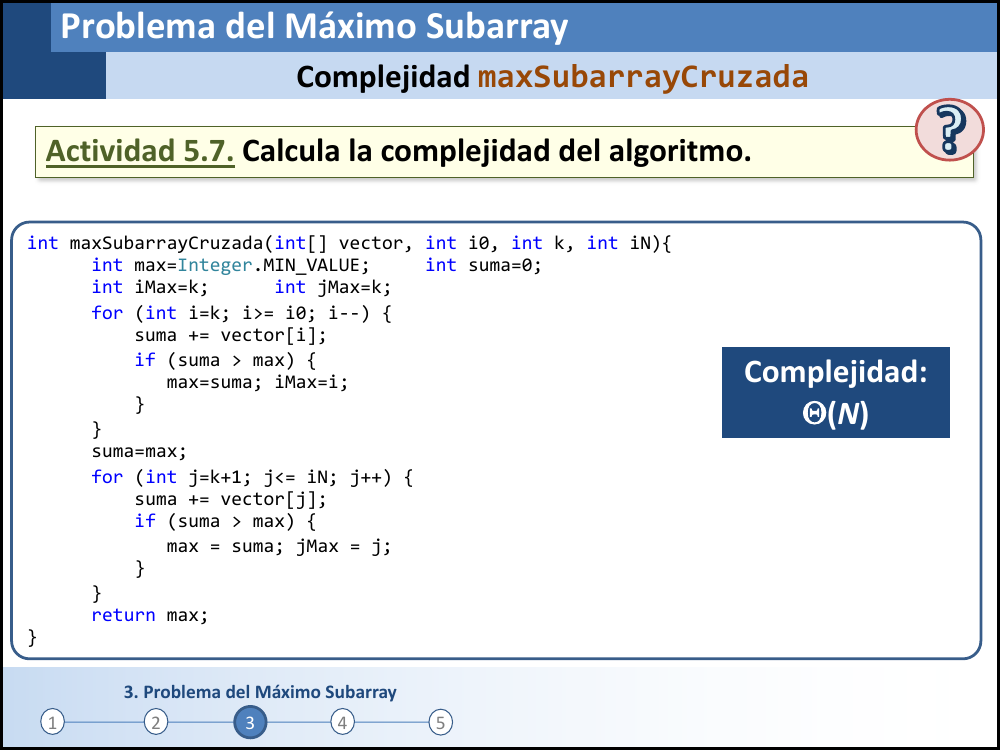 Problema del Máximo Subarray
Complejidad maxSubarrayCruzada
?
Actividad 5.7. Calcula la complejidad del algoritmo.
int maxSubarrayCruzada(int[] vector, int i0, int k, int iN){
int max=Integer.MIN_VALUE; int suma=0;
int iMax=k; int jMax=k;
for (int i=k; i>= i0; i--) {
suma += vector[i];
if (suma > max) {
max=suma; iMax=i;
}
}
suma=max;
for (int j=k+1; j<= iN; j++) {
suma += vector[j];
if (suma > max) {
max = suma; jMax = j;
}
}
return max;
}
Complejidad:
Θ(N)
3. Problema del Máximo Subarray
1 2 3 4 5